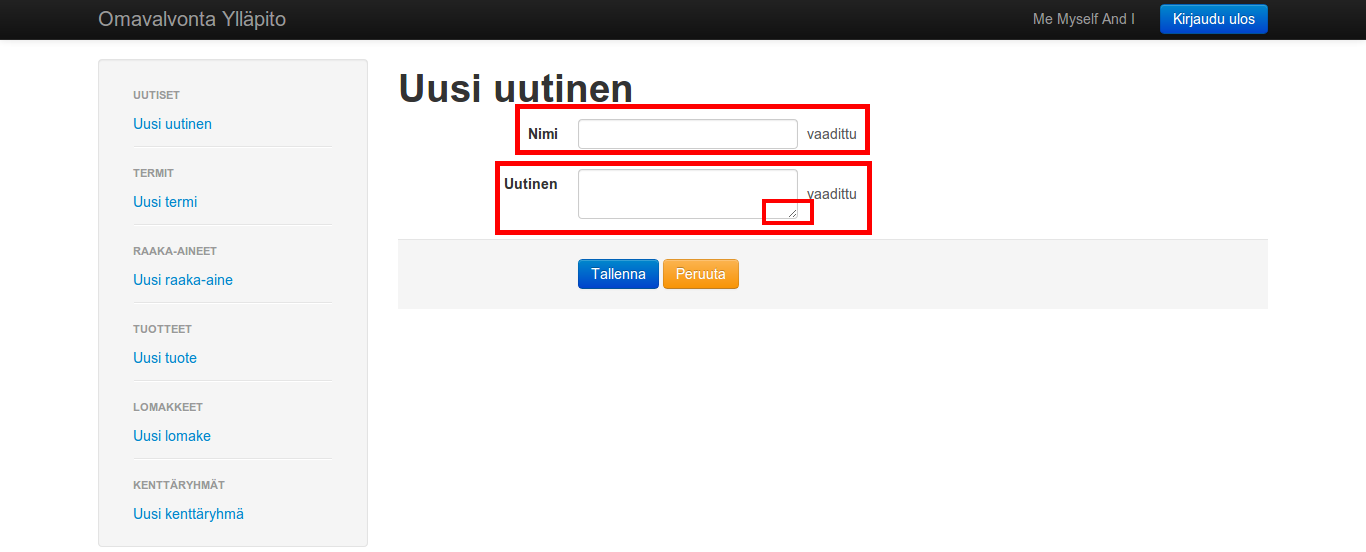 Omavalvonta Ylläpito
Me Myself And I
Kirjaudu ulos
UUTISET
Uusi uutinen
TERMIT
Uusi termi
RAAKA-AINEET
Uusi raaka-aine
TUOTTEET
Uusi tuote
LOMAKKEET
Uusi lomake
KENTTÄRYHMÄT
Uusi kenttäryhmä
Uusi uutinen
Nimi vaadittu
Uutinen vaadittu
Tallenna Peruuta